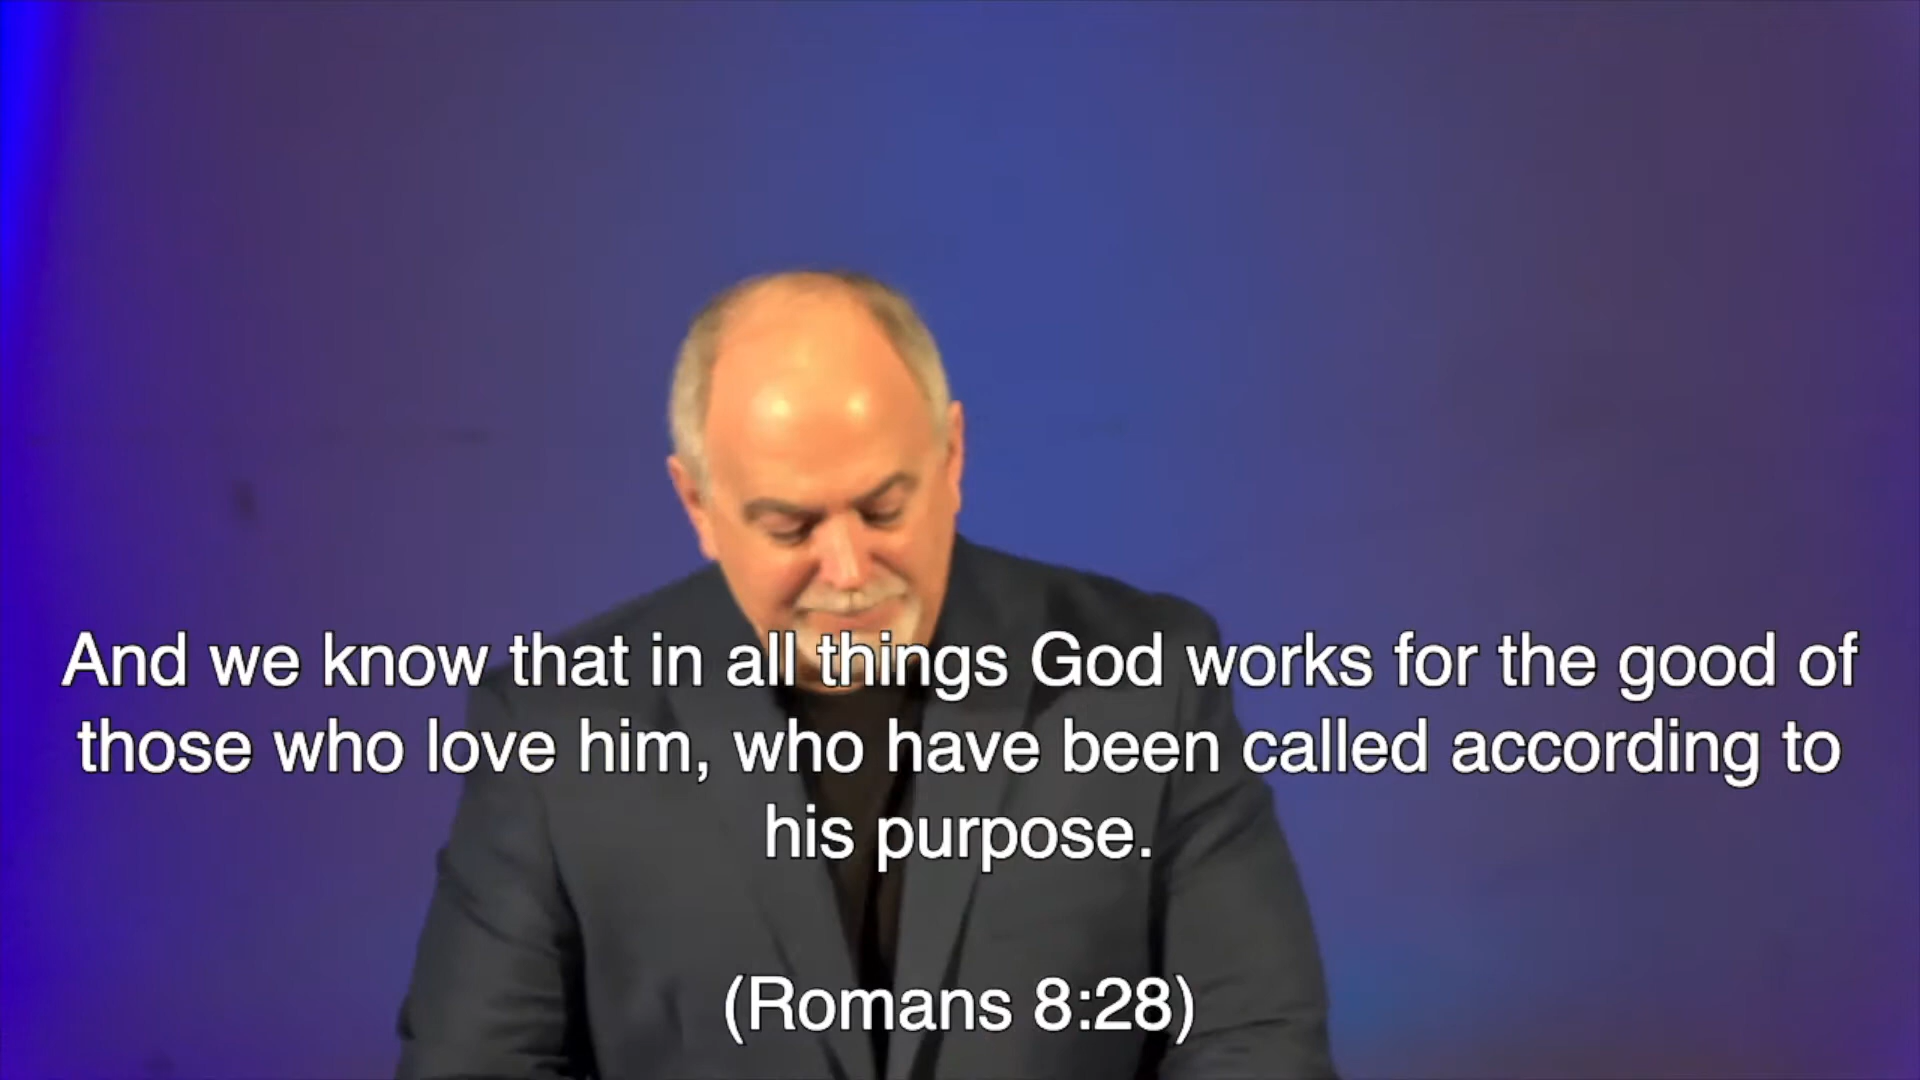 And we know that in all things God works for the good of
those who love him, who have been called according to
his purpose.
(Romans 8:28)